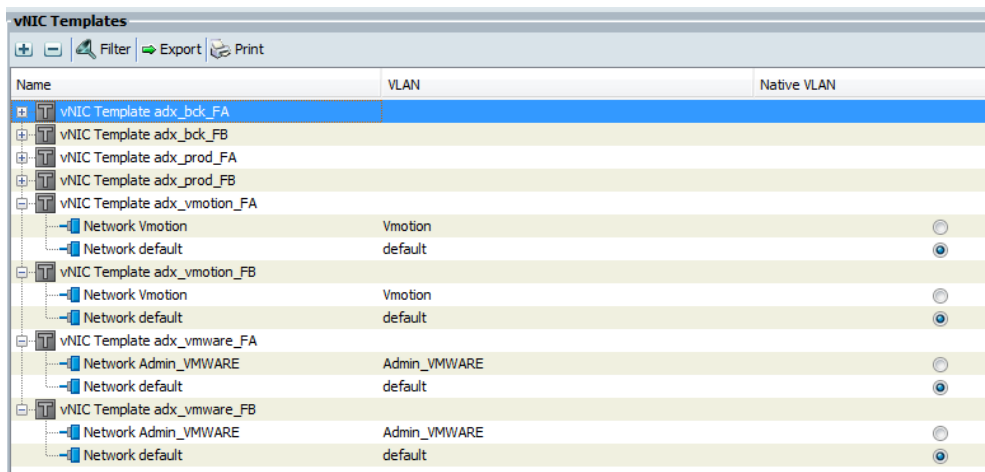 vNIC Templates
Filter Export Print
Name VLAN Native VLAN
vNIC Template adx_bck_FA
vNIC Template adx_bck_FB
vNIC Template adx_prod_FA
vNIC Template adx_prod_FB
vNIC Template adx_vmotion_FA
Network Vmotion Vmotion
Network default default
vNIC Template adx_vmotion_FB
Network Vmotion Vmotion
Network default default
vNIC Template adx_vmware_FA
Network Admin_VMWARE Admin_VMWARE
Network default default
vNIC Template adx_vmware_FB
Network Admin_VMWARE Admin_VMWARE
Network default default